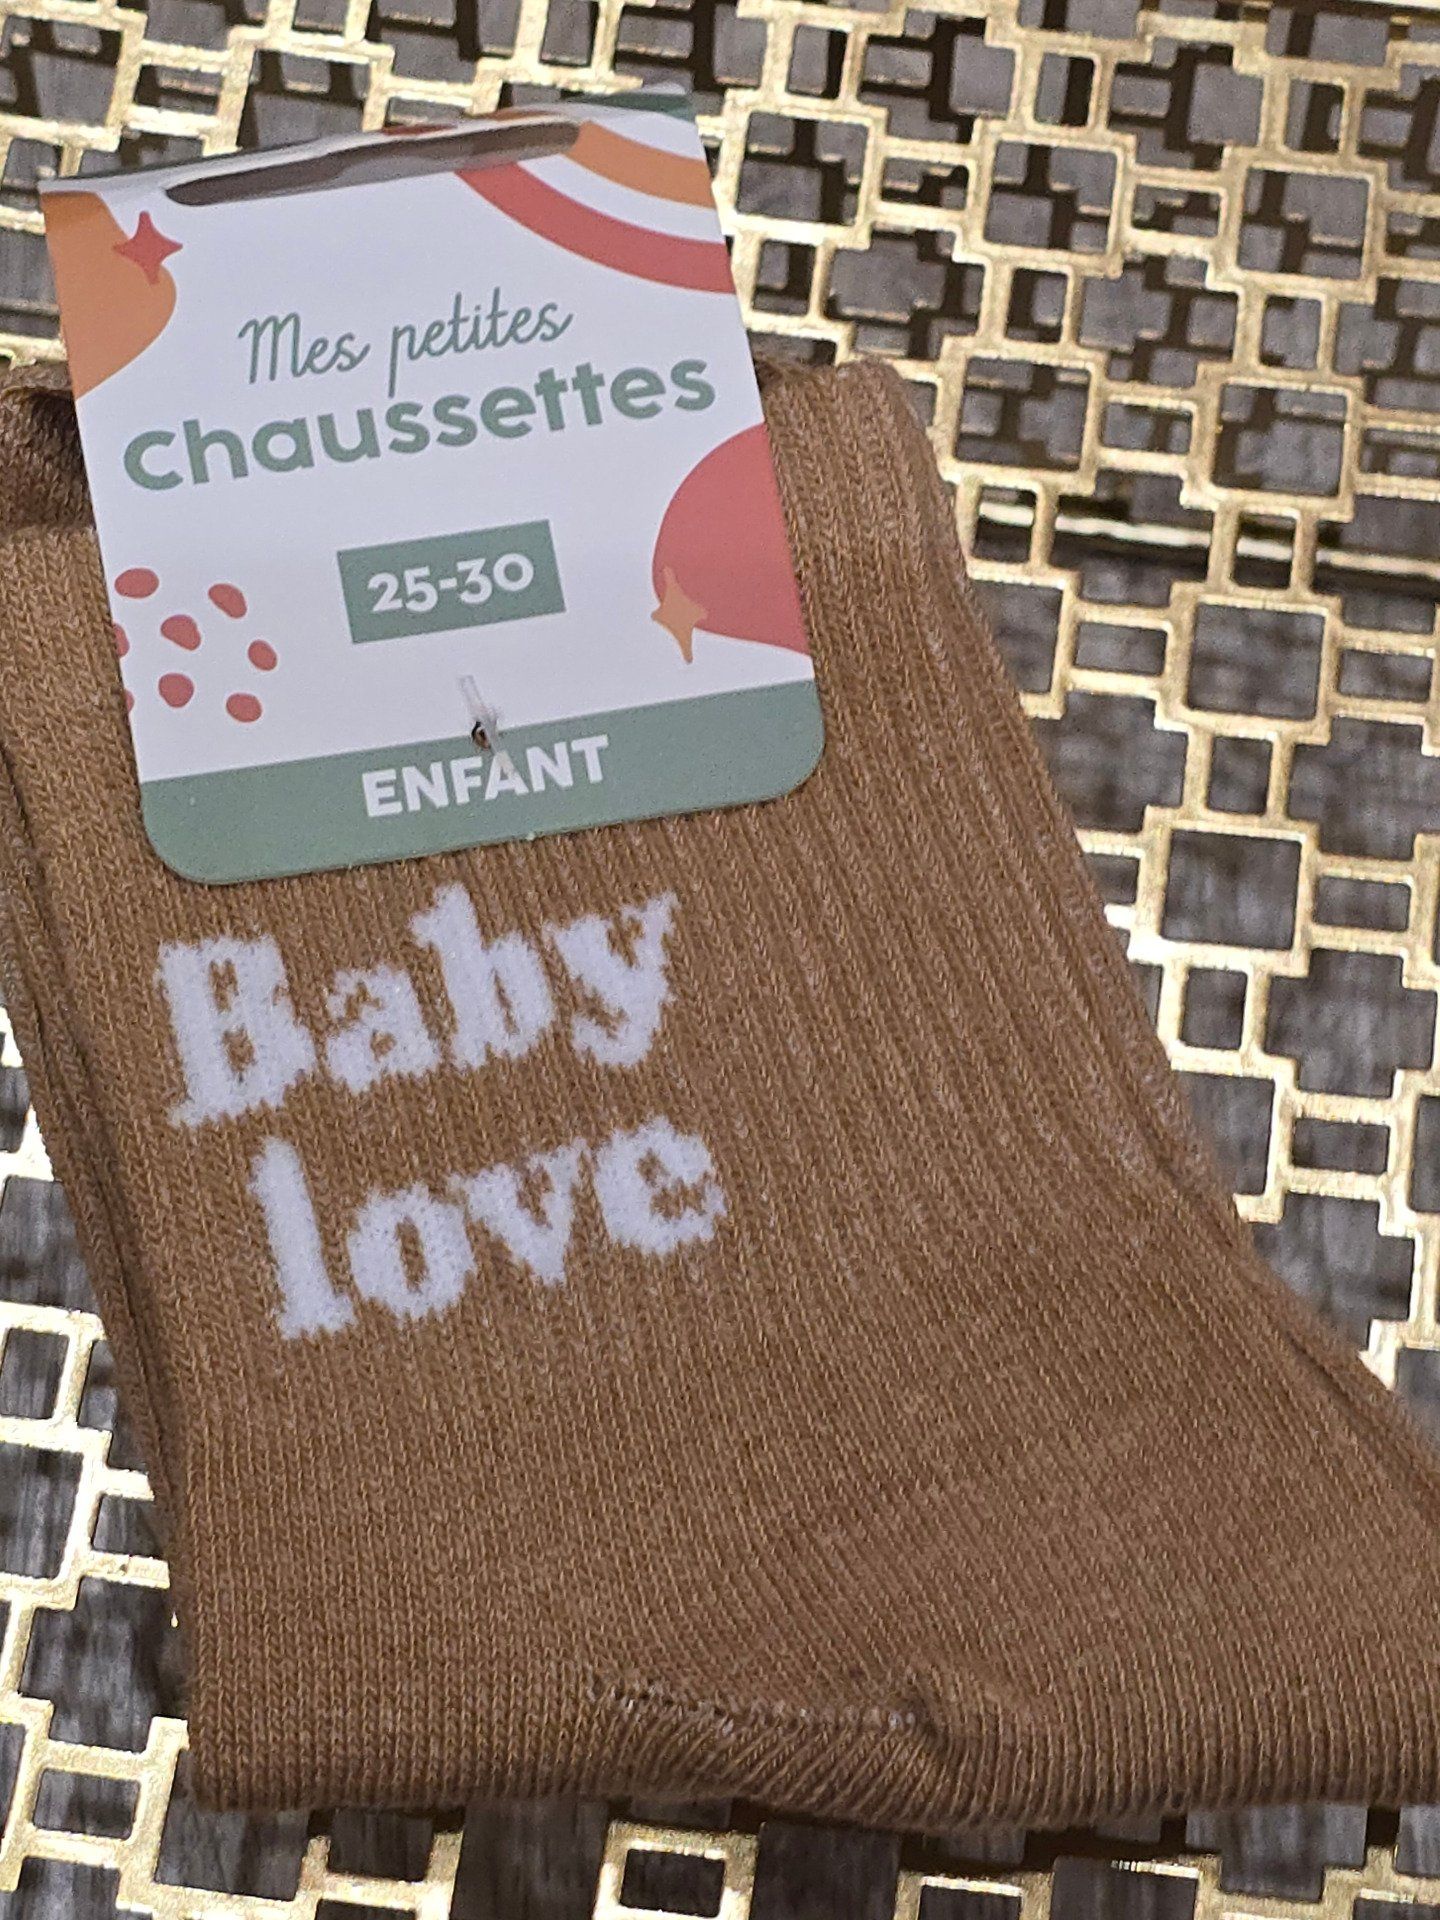 Mes petites
chaussettes
25-30
ENFANT
Baby
love